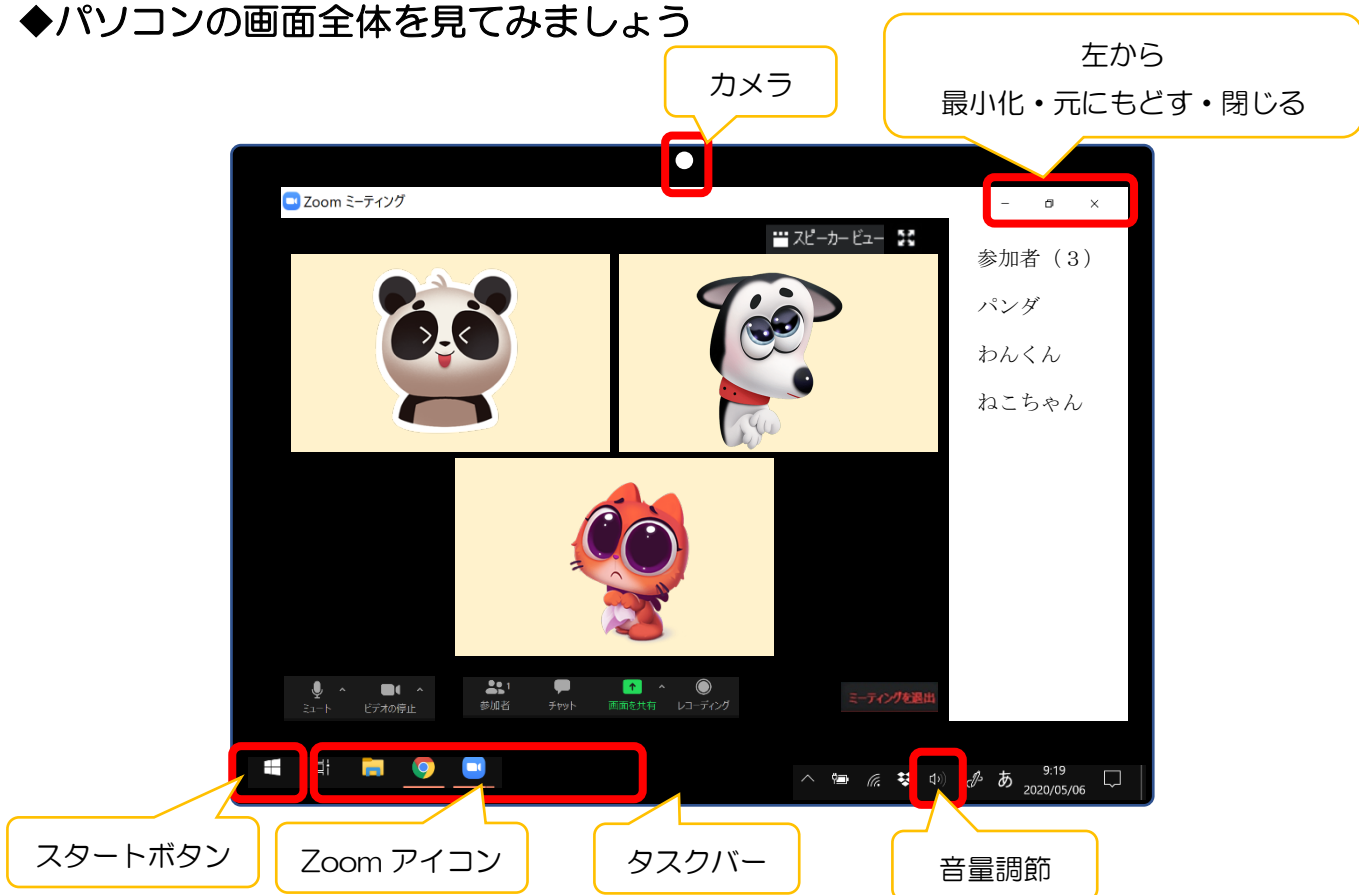 ◆パソコンの画面全体を見てみましょう
カメラ
左から
最小化・元にもどす・閉じる
Zoom ミーティング
スピーカー ビュー
参加者（３）
パンダ
わんくん
ねこちゃん
ミュート
ビデオの停止
1
参加者
チャット
画面を共有
レコーディング
ミーティングを退出
あ
9:19
2020/05/06
スタートボタン
Zoom アイコン
タスクバー
音量調節